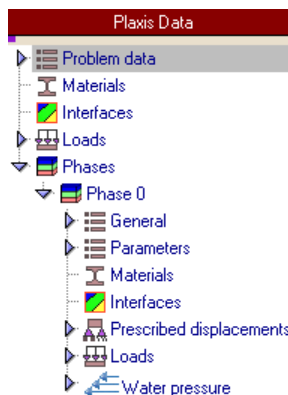 Plaxis Data
Problem data
Materials
Interfaces
Loads
Phases
Phase 0
General
Parameters
Materials
Interfaces
Prescribed displacements
Loads
Water pressure